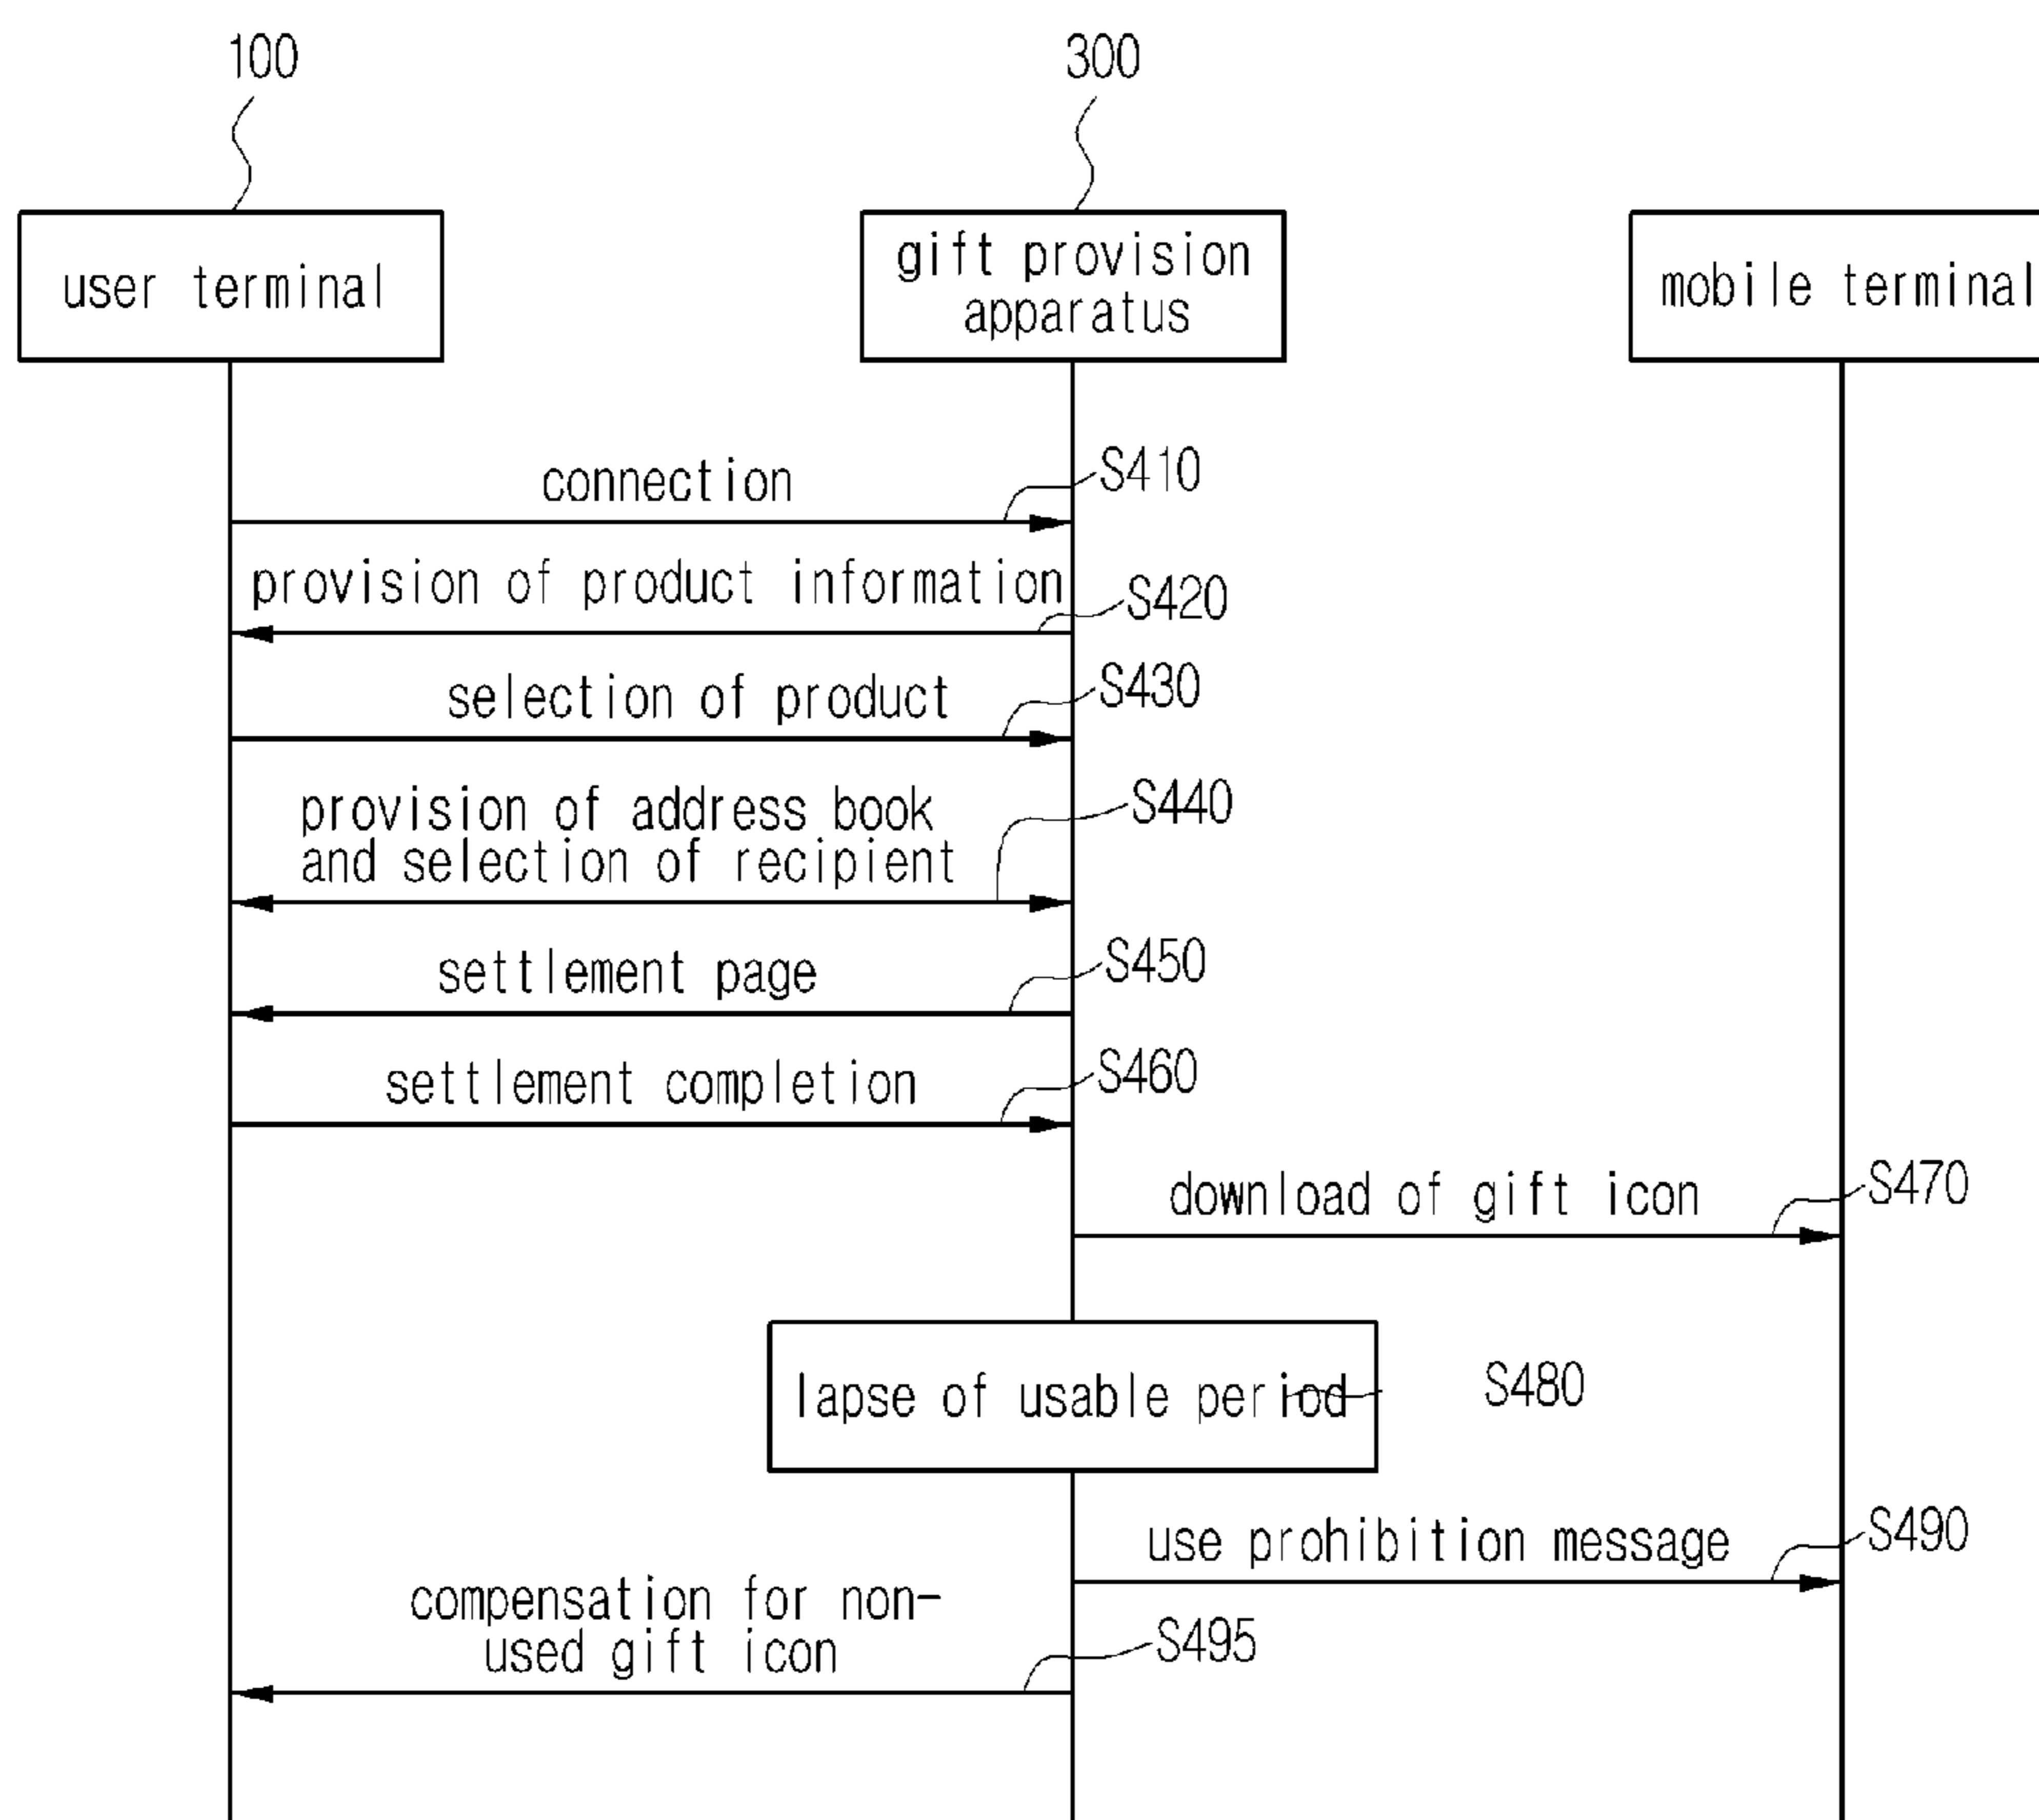 100
300
user terminal
gift provision
apparatus
mobile terminal
connection
S410
provision of product information
S420
selection of product
S430
provision of address book
and selection of recipient
S440
settlement page
S450
settlement completion
S460
download of gift icon
S470
lapse of usable period
S480
use prohibition message
S490
compensation for non-
used gift icon
S495